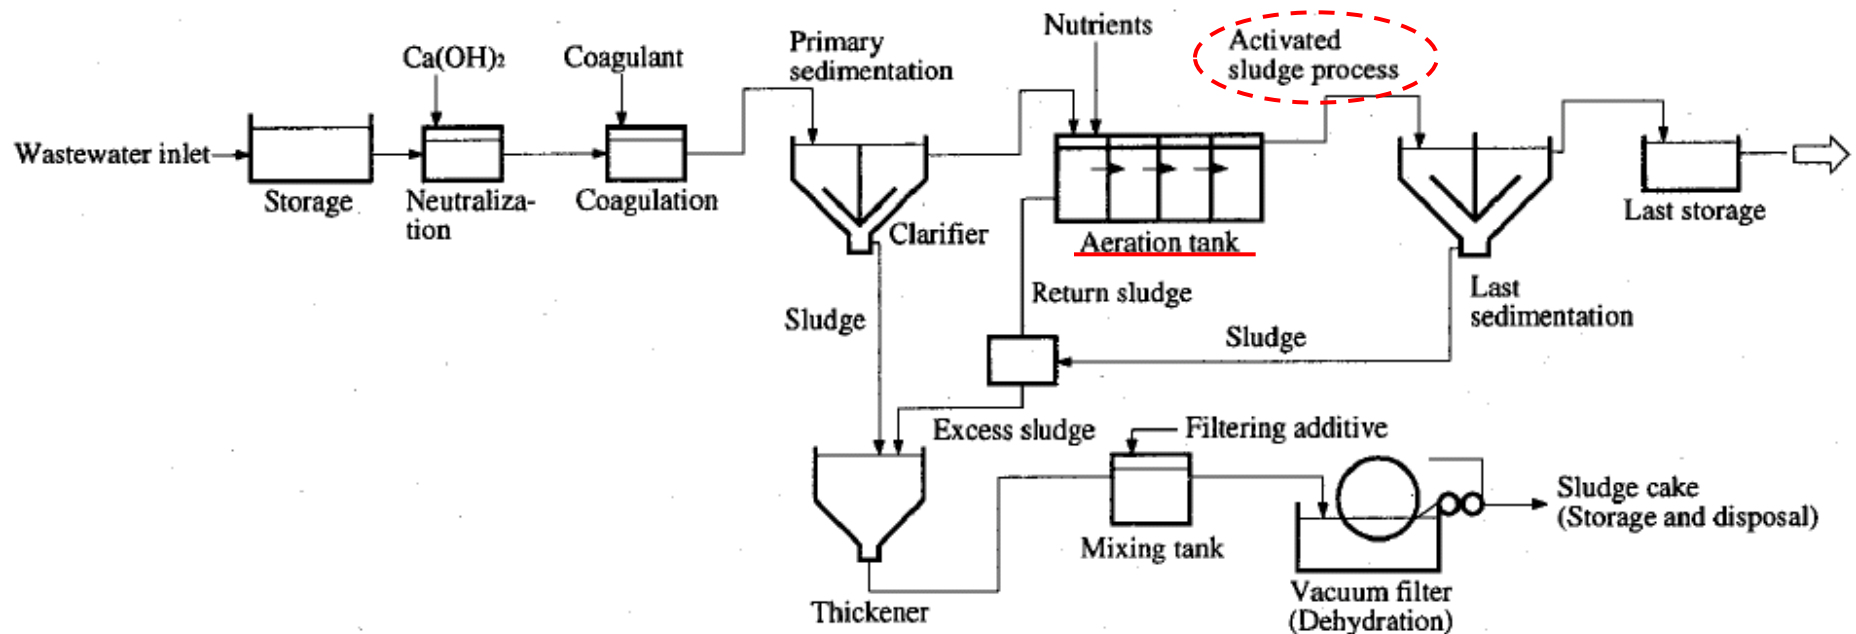 Nutrients
Activated
sludge process
Primary
sedimentation
Ca(OH)2
Coagulant
Wastewater inlet
Storage
Neutraliza-
tion
Coagulation
Clarifier
Aeration tank
Last storage
Return sludge
Last
sedimentation
Sludge
Sludge
Excess sludge
Filtering additive
Sludge cake
(Storage and disposal)
Mixing tank
Thickener
Vacuum filter
(Dehydration)